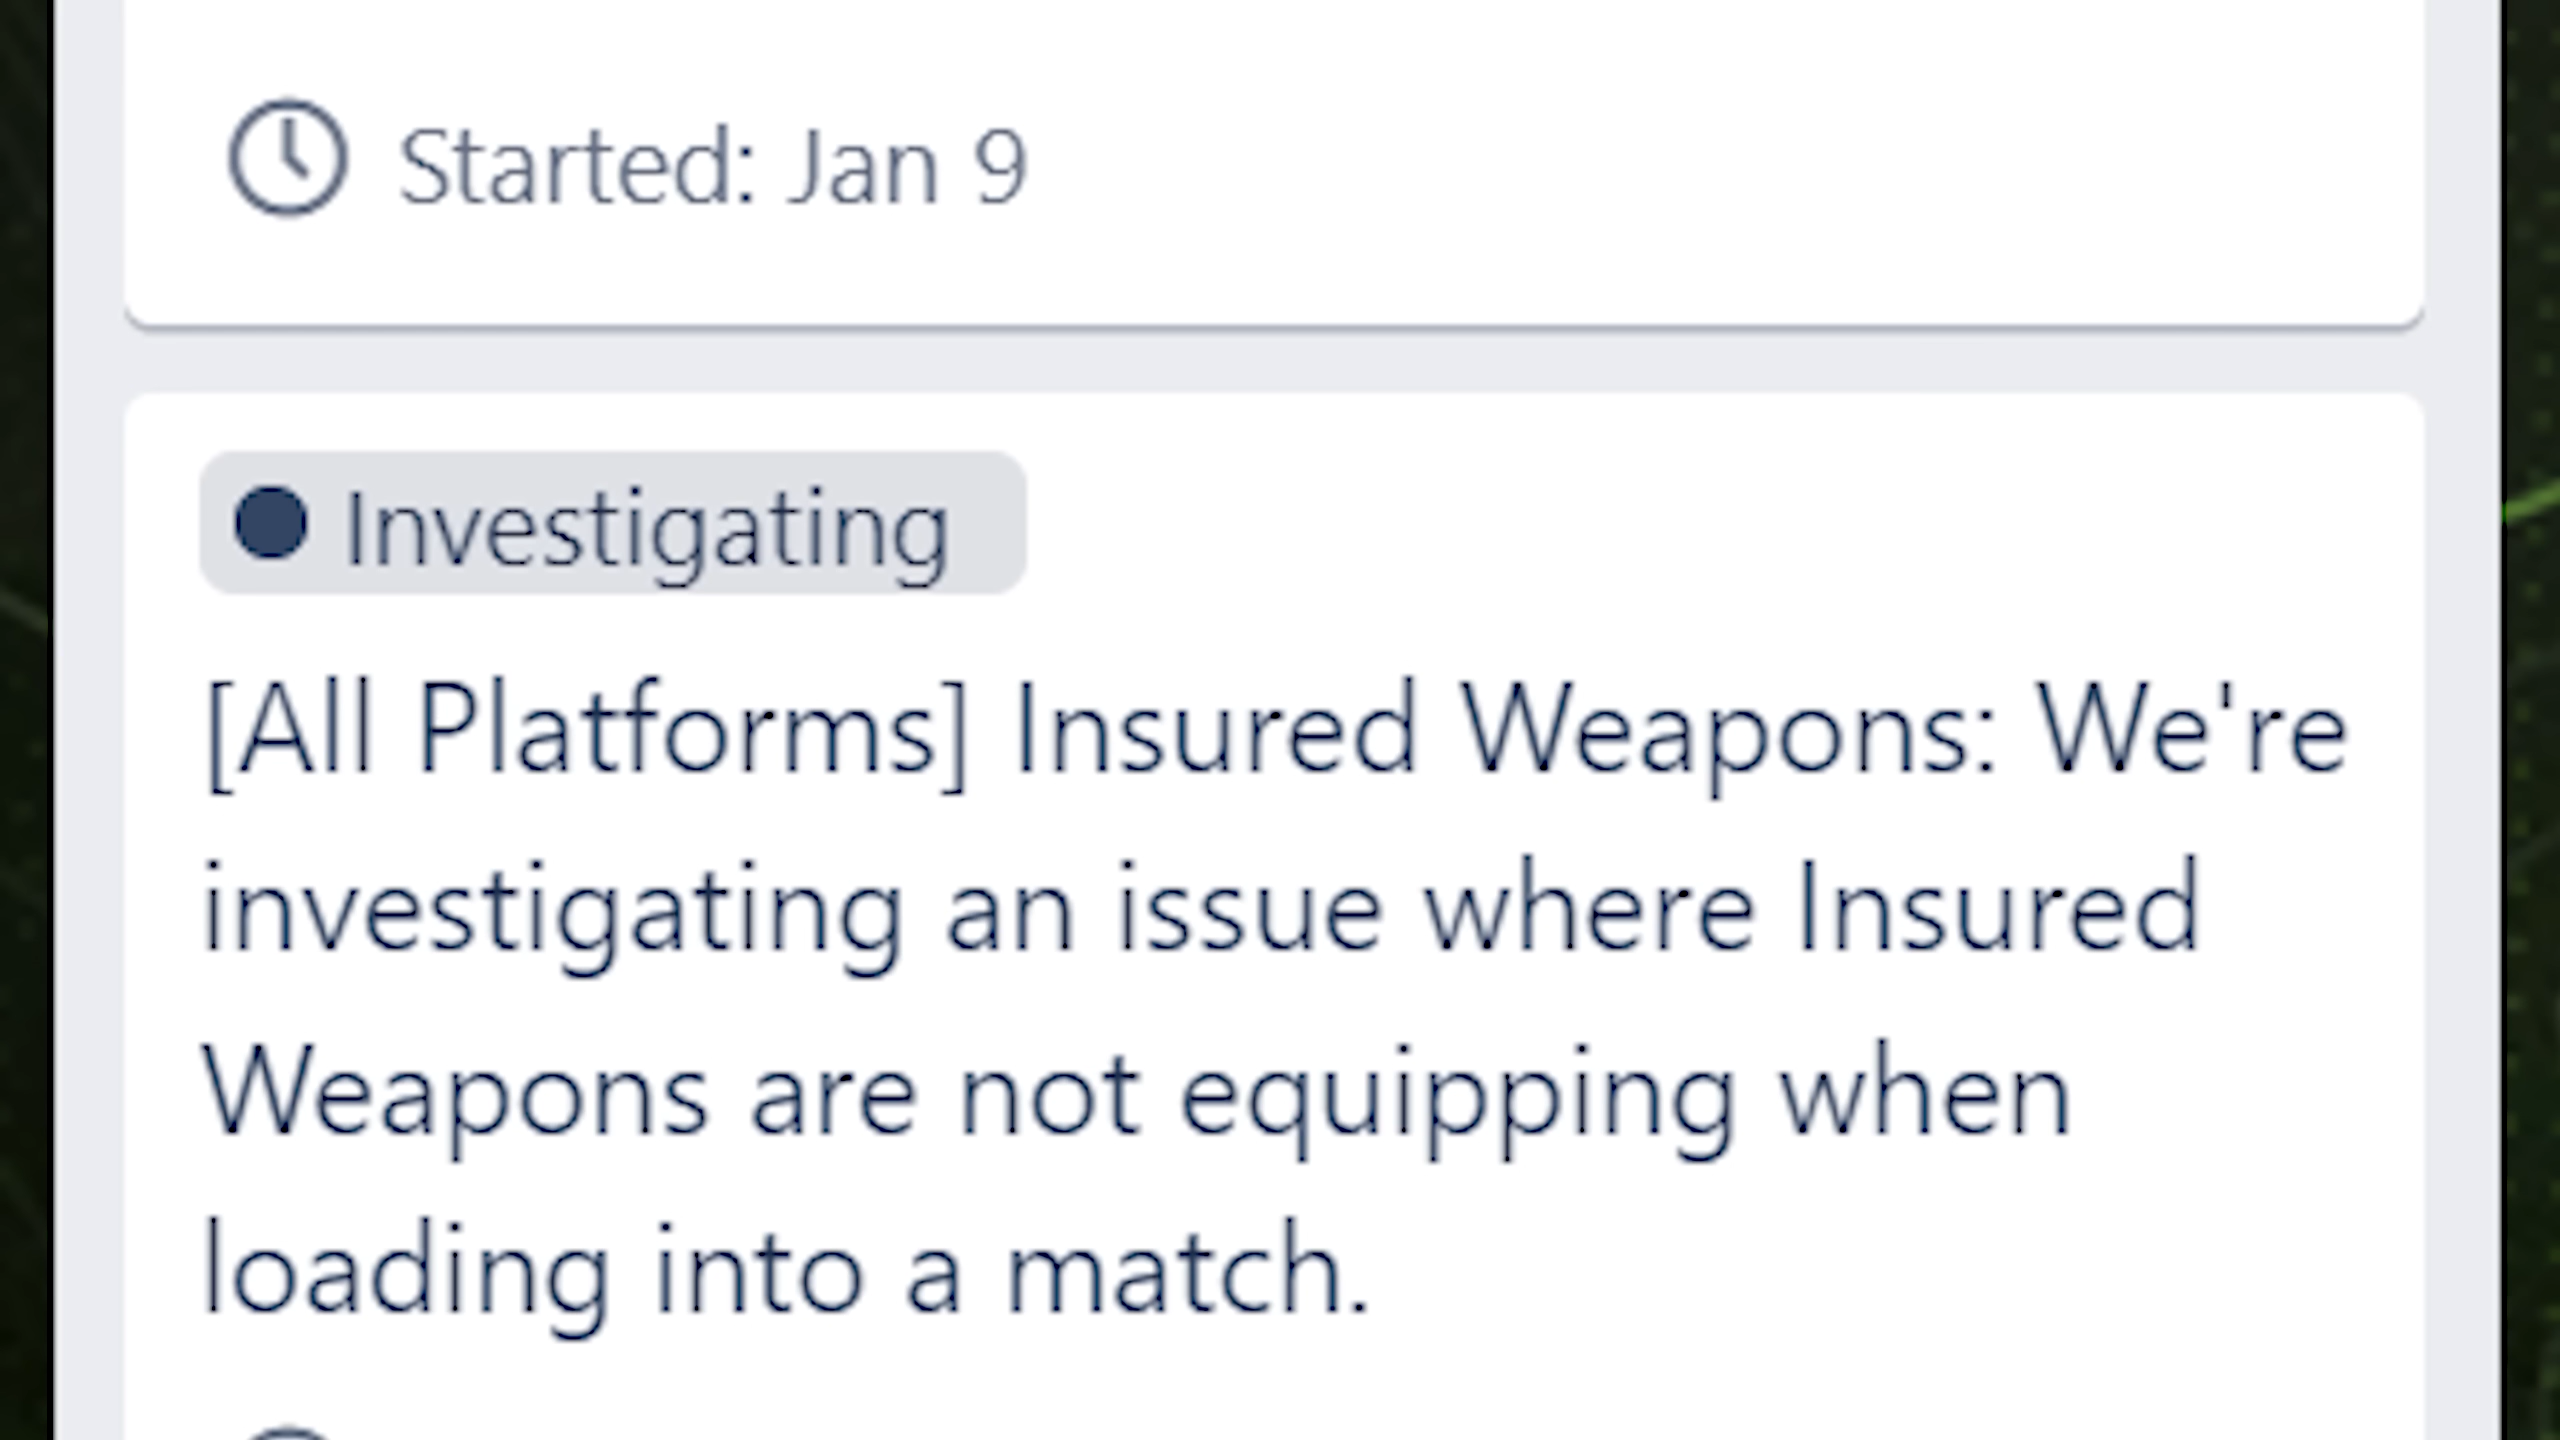 Started: Jan 9
Investigating
[All Platforms] Insured Weapons: We're
investigating an issue where Insured
Weapons are not equipping when
loading into a match.